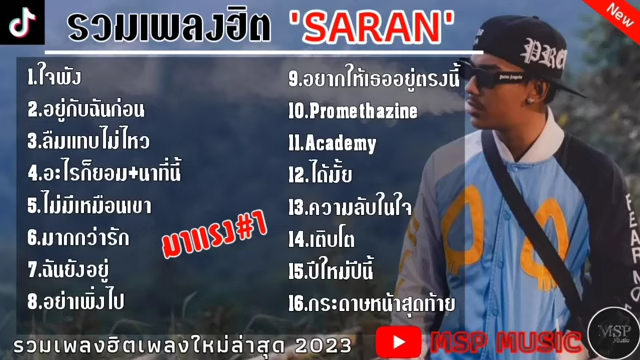 รวมเพลงฮิต 'SARAN'
New
1.ใจพัง
2.อยู่กับฉันก่อน
3.ลืมแทบไม่ไหว
4.อะไรก็ยอม+นาที่นี้
5.ไม่มีเหมือนเขา
6.มากกว่ารัก
7.ฉันยังอยู่
8.อย่าเพิ่งไป
มาแรง#1
9.อยากให้เธออยู่ตรงนี้
10.Promethazine
11.Academy
12.ได้มั้ย
13.ความลับในใจ
14.เติบโต
15.ปีใหม่ปีนี้
16.กระดาษหน้าสุดท้าย
รวมเพลงฮิตเพลงใหม่ล่าสุด 2023
MSP MUSIC
MSP